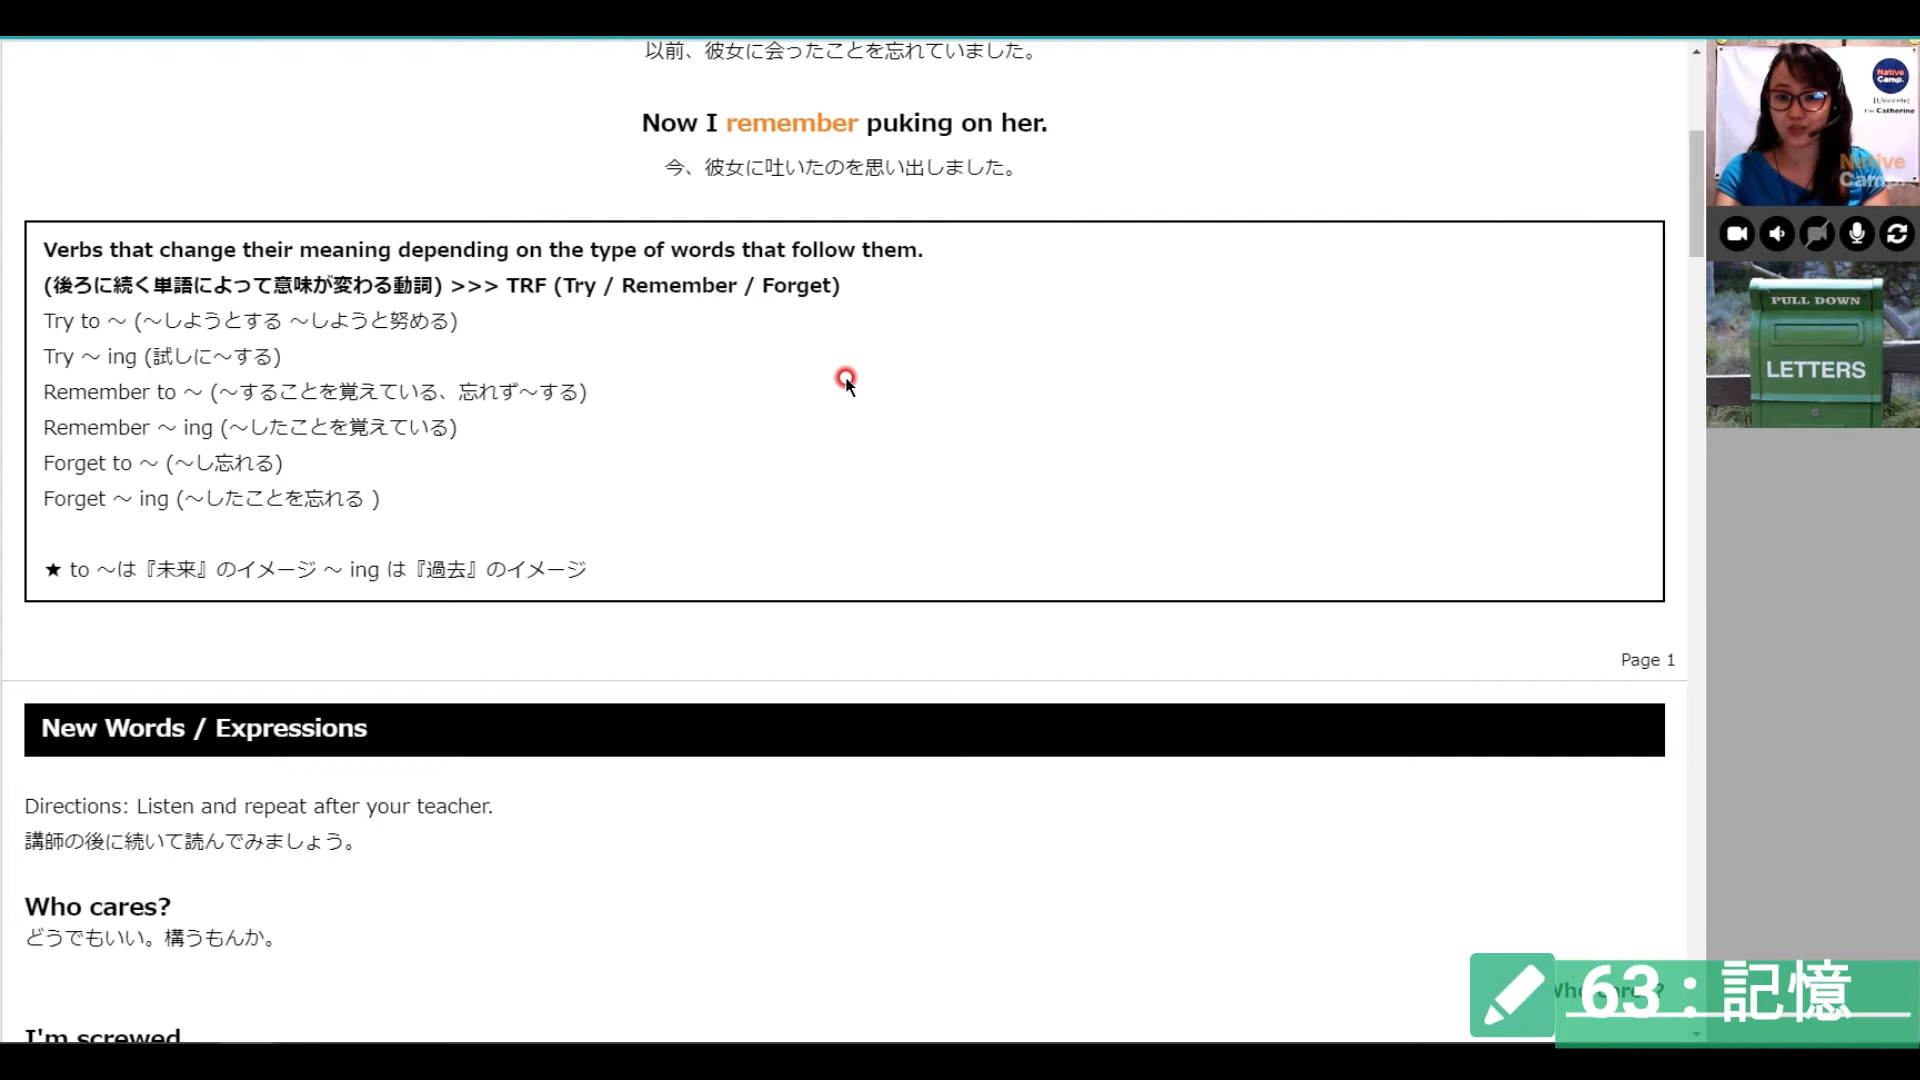 以前、彼女に会ったことを忘れていました。
Now I remember puking on her.
今、彼女に吐いたのを思い出しました。
Verbs that change their meaning depending on the type of words that follow them.
(後ろに続く単語によって意味が変わる動詞) >>> TRF (Try / Remember / Forget)
Try to ～ (～しようとする ～しようと努める)
Try ～ ing (試しに～する)
Remember to ～ (～することを覚えている、忘れず～する)
Remember ～ ing (～したことを覚えている)
Forget to ～ (～し忘れる)
Forget ～ ing (～したことを忘れる )
★ to ～は『未来』のイメージ ～ ing は『過去』のイメージ
Page 1
New Words / Expressions
Directions: Listen and repeat after your teacher.
講師の後に続いて読んでみましょう。
Who cares?
どうでもいい。構うもんか。
I'm screwed
Native
Camp.
Catherine
Native
Camp.
PULL DOWN
LETTERS
63：記憶